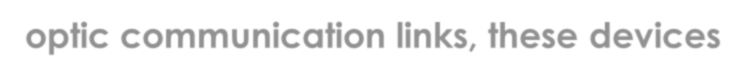 optic communication links, these devices